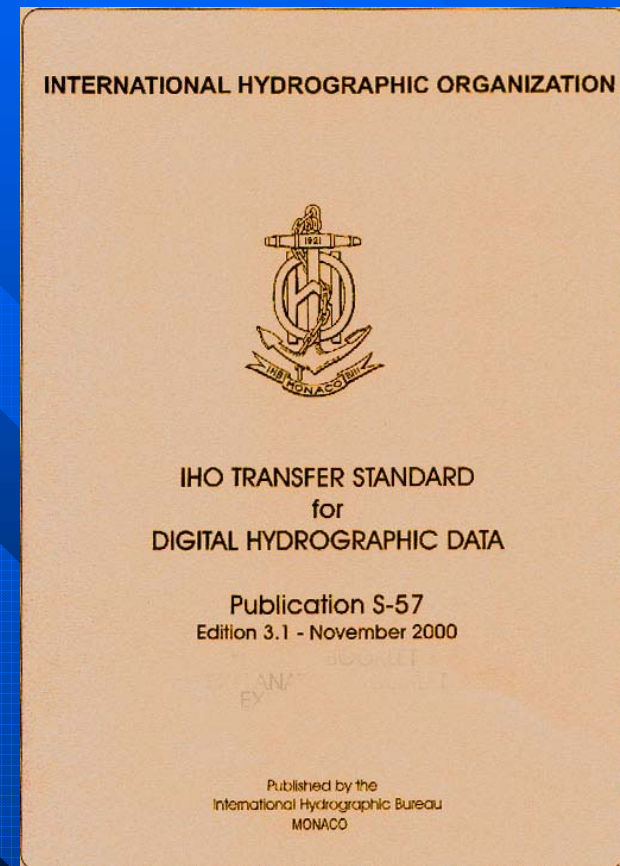 INTERNATIONAL HYDROGRAPHIC ORGANIZATION
1921
MONACO
IHO TRANSFER STANDARD
for
DIGITAL HYDROGRAPHIC DATA
Publication S-57
Edition 3.1 - November 2000
BOOKLET
Published by the
International Hydrographic Bureau
MONACO